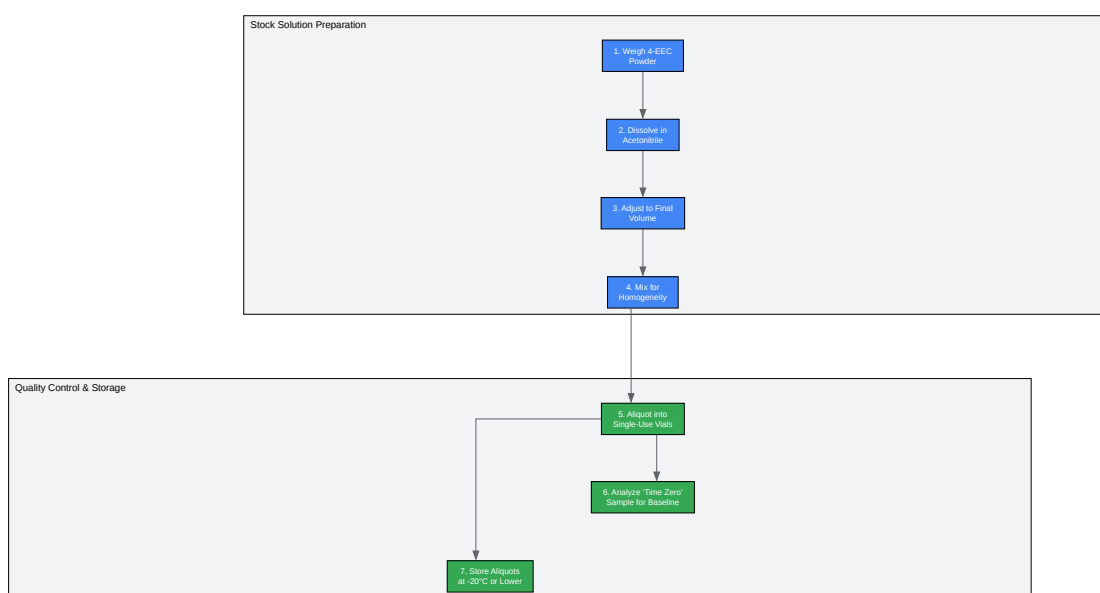 Stock Solution Preparation
1. Weigh 4-EEC
Powder
2. Dissolve in
Acetonitrile
3. Adjust to Final
Volume
4. Mix for
Homogeneity
Quality Control & Storage
5. Aliquot into
Single-Use Vials
6. Analyze 'Time Zero'
Sample for Baseline
7. Store Aliquots
at -20°C or Lower